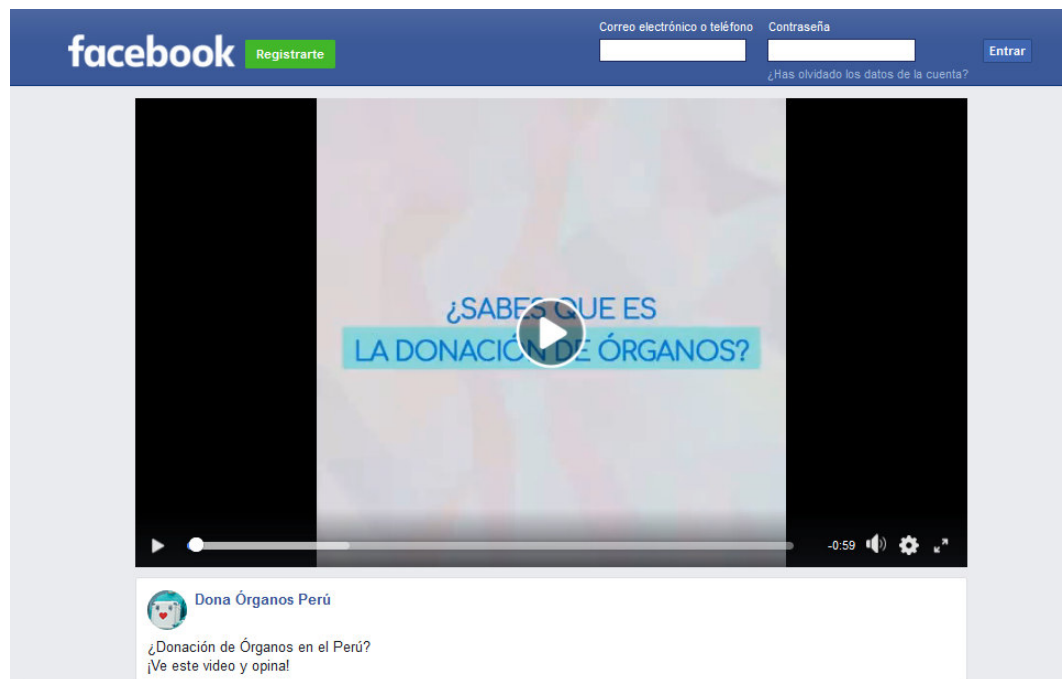 Correo electrónico o teléfono Contraseña
facebook Registrarte Entrar
¿Has olvidado los datos de la cuenta?
¿SABES QUE ES
LA DONACIÓN DE ÓRGANOS?
-0:59
Dona Órganos Perú
¿Donación de Órganos en el Perú?
¡Ve este video y opina!